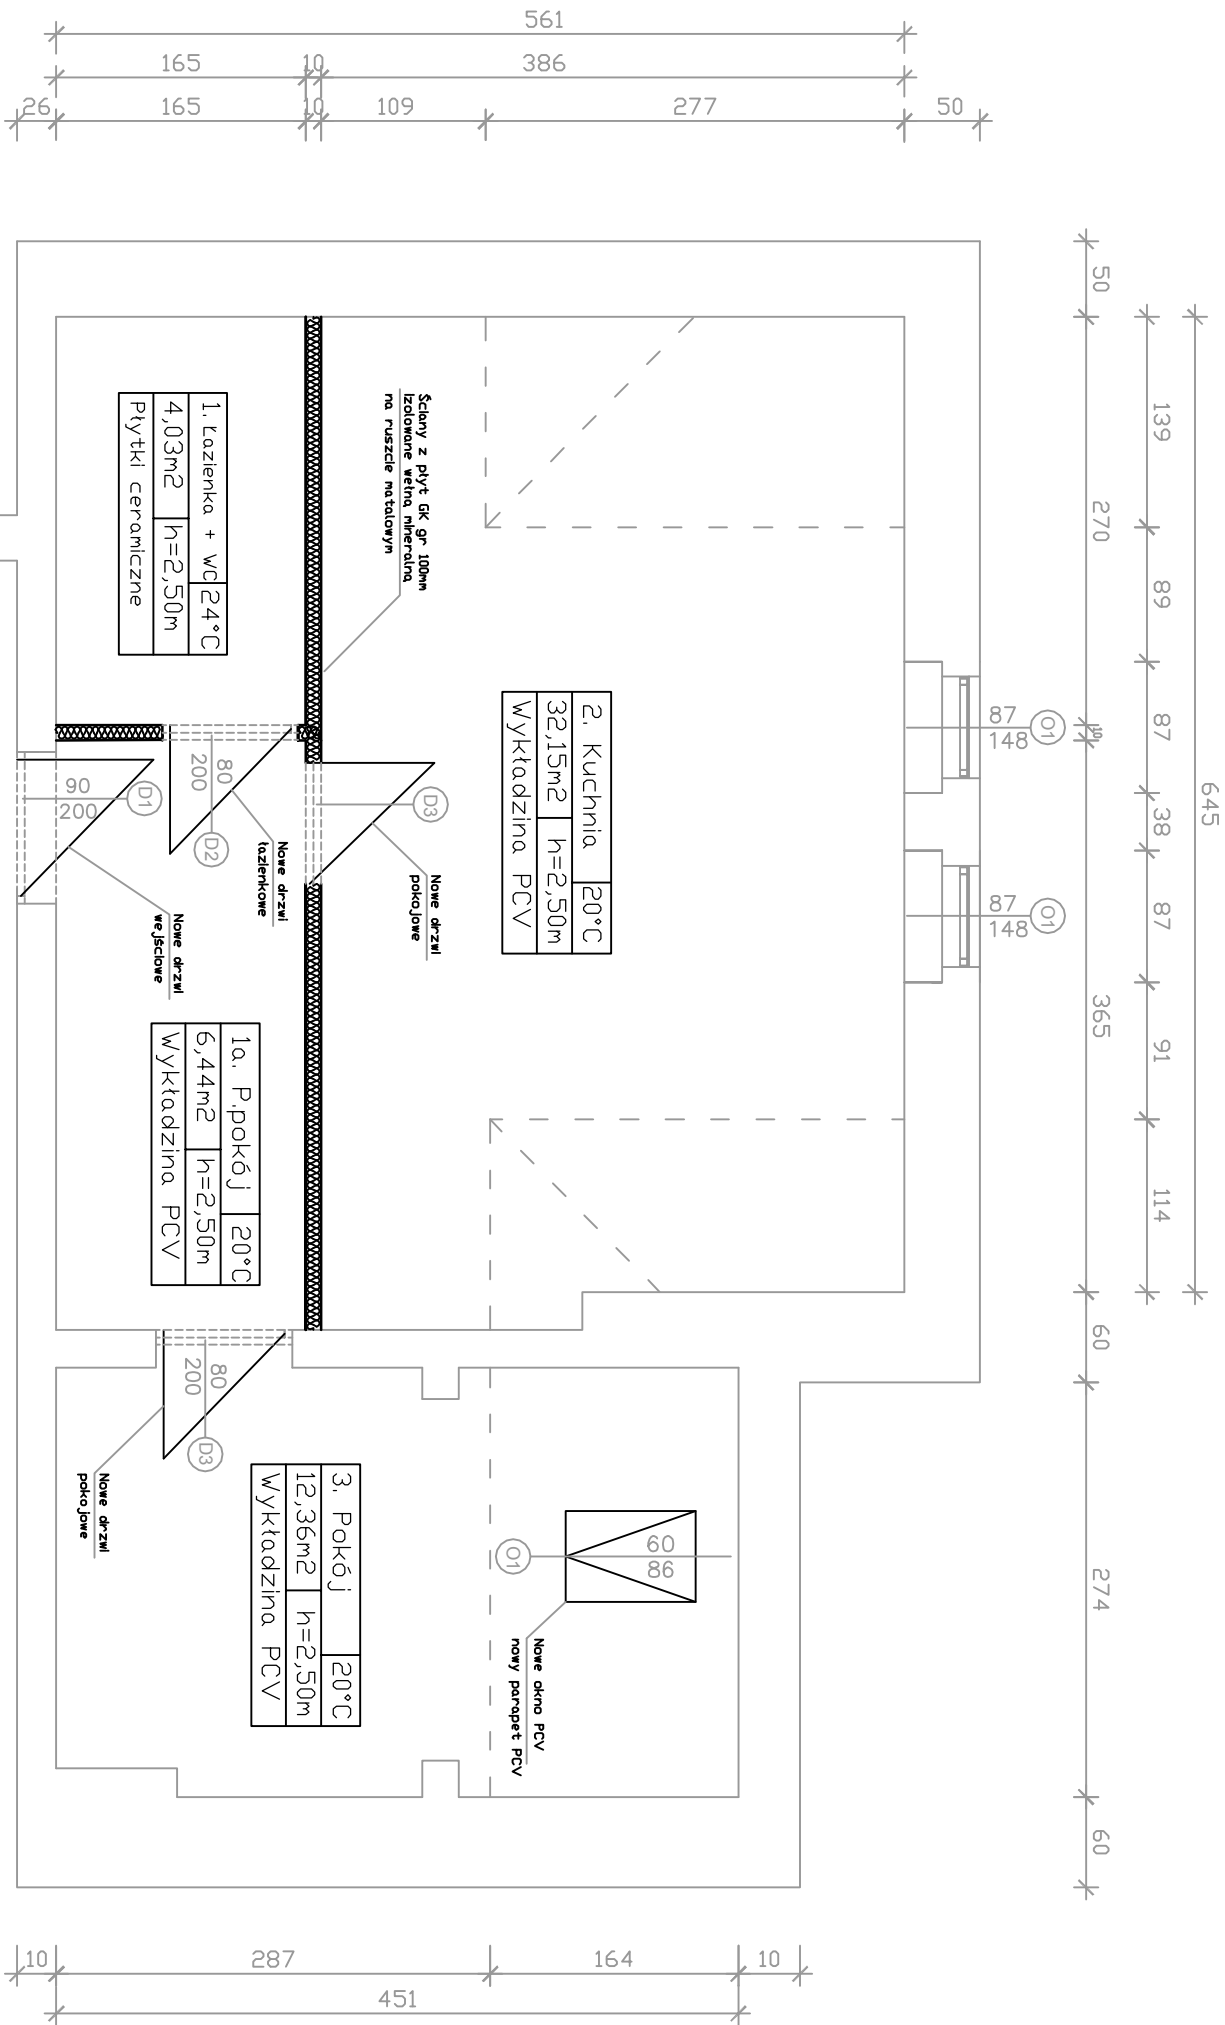 561
165
10
386
26
165
10
109
277
50
50
270
10
365
60
274
60
139
89
87
38
87
91
114
645
1. Łazienka + WC
24°C
4,03m2
h=2,50m
Płytki ceramiczne
Ściany z płyt GK gr 100mm
izolowane wełną mineralną
na ruszcie matalowym
2. Kuchnia
20°C
32,15m2
h=2,50m
Wykładzina PCV
87
148
O1
87
148
O1
90
200
D1
80
200
D2
D3
Nowe drzwi
łazienkowe
Nowe drzwi
pokojowe
Nowe drzwi
wejściowe
1a. P.pokój
20°C
6,44m2
h=2,50m
Wykładzina PCV
80
200
D3
Nowe drzwi
pokojowe
3. Pokój
20°C
12,36m2
h=2,50m
Wykładzina PCV
O1
60
86
Nowe okno PCV
nowy parapet PCV
10
287
164
10
451